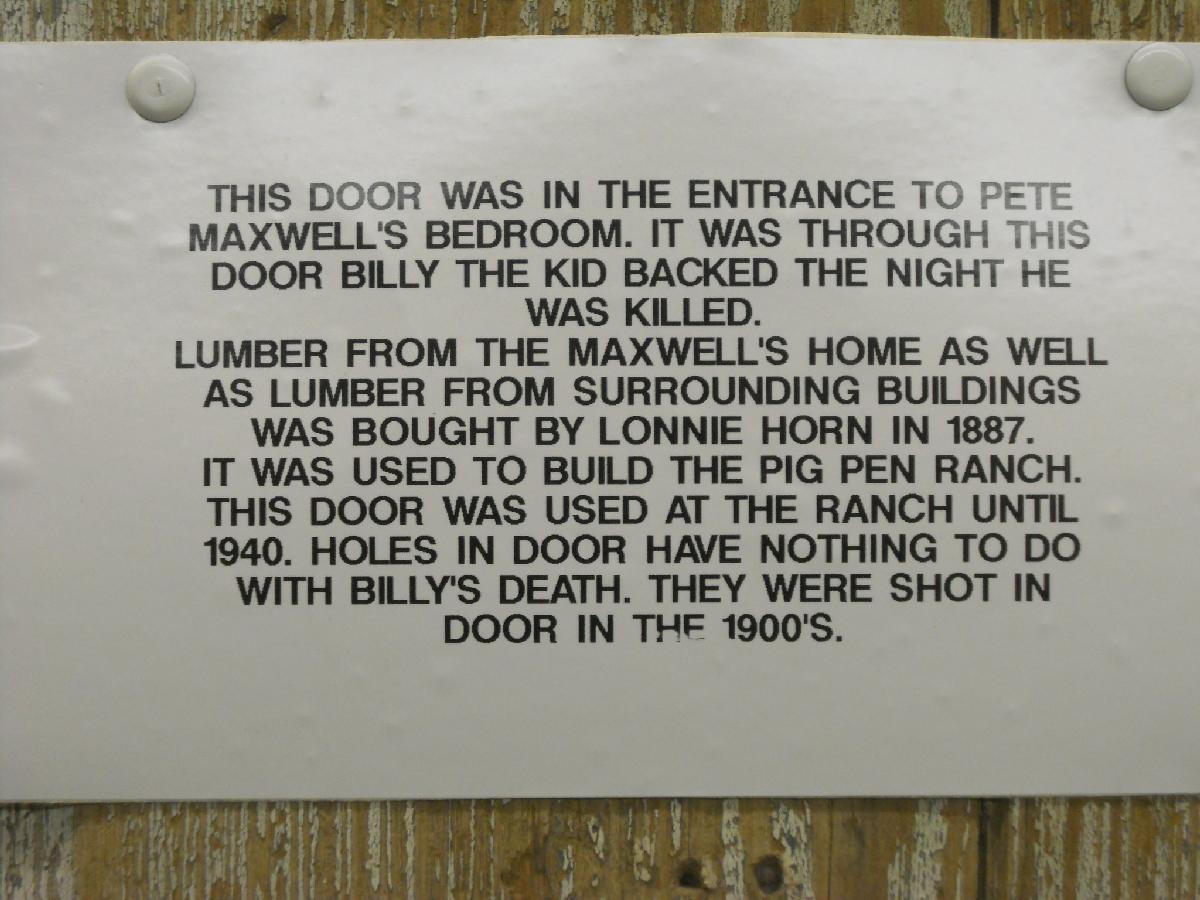 THIS DOOR WAS IN THE ENTRANCE TO PETE
MAXWELL'S BEDROOM. IT WAS THROUGH THIS
DOOR BILLY THE KID BACKED THE NIGHT HE
WAS KILLED.
LUMBER FROM THE MAXWELL'S HOME AS WELL
AS LUMBER FROM SURROUNDING BUILDINGS
WAS BOUGHT BY LONNIE HORN IN 1887.
IT WAS USED TO BUILD THE PIG PEN RANCH.
THIS DOOR WAS USED AT THE RANCH UNTIL
1940. HOLES IN DOOR HAVE NOTHING TO DO
WITH BILLY'S DEATH. THEY WERE SHOT IN
DOOR IN THE 1900'S.